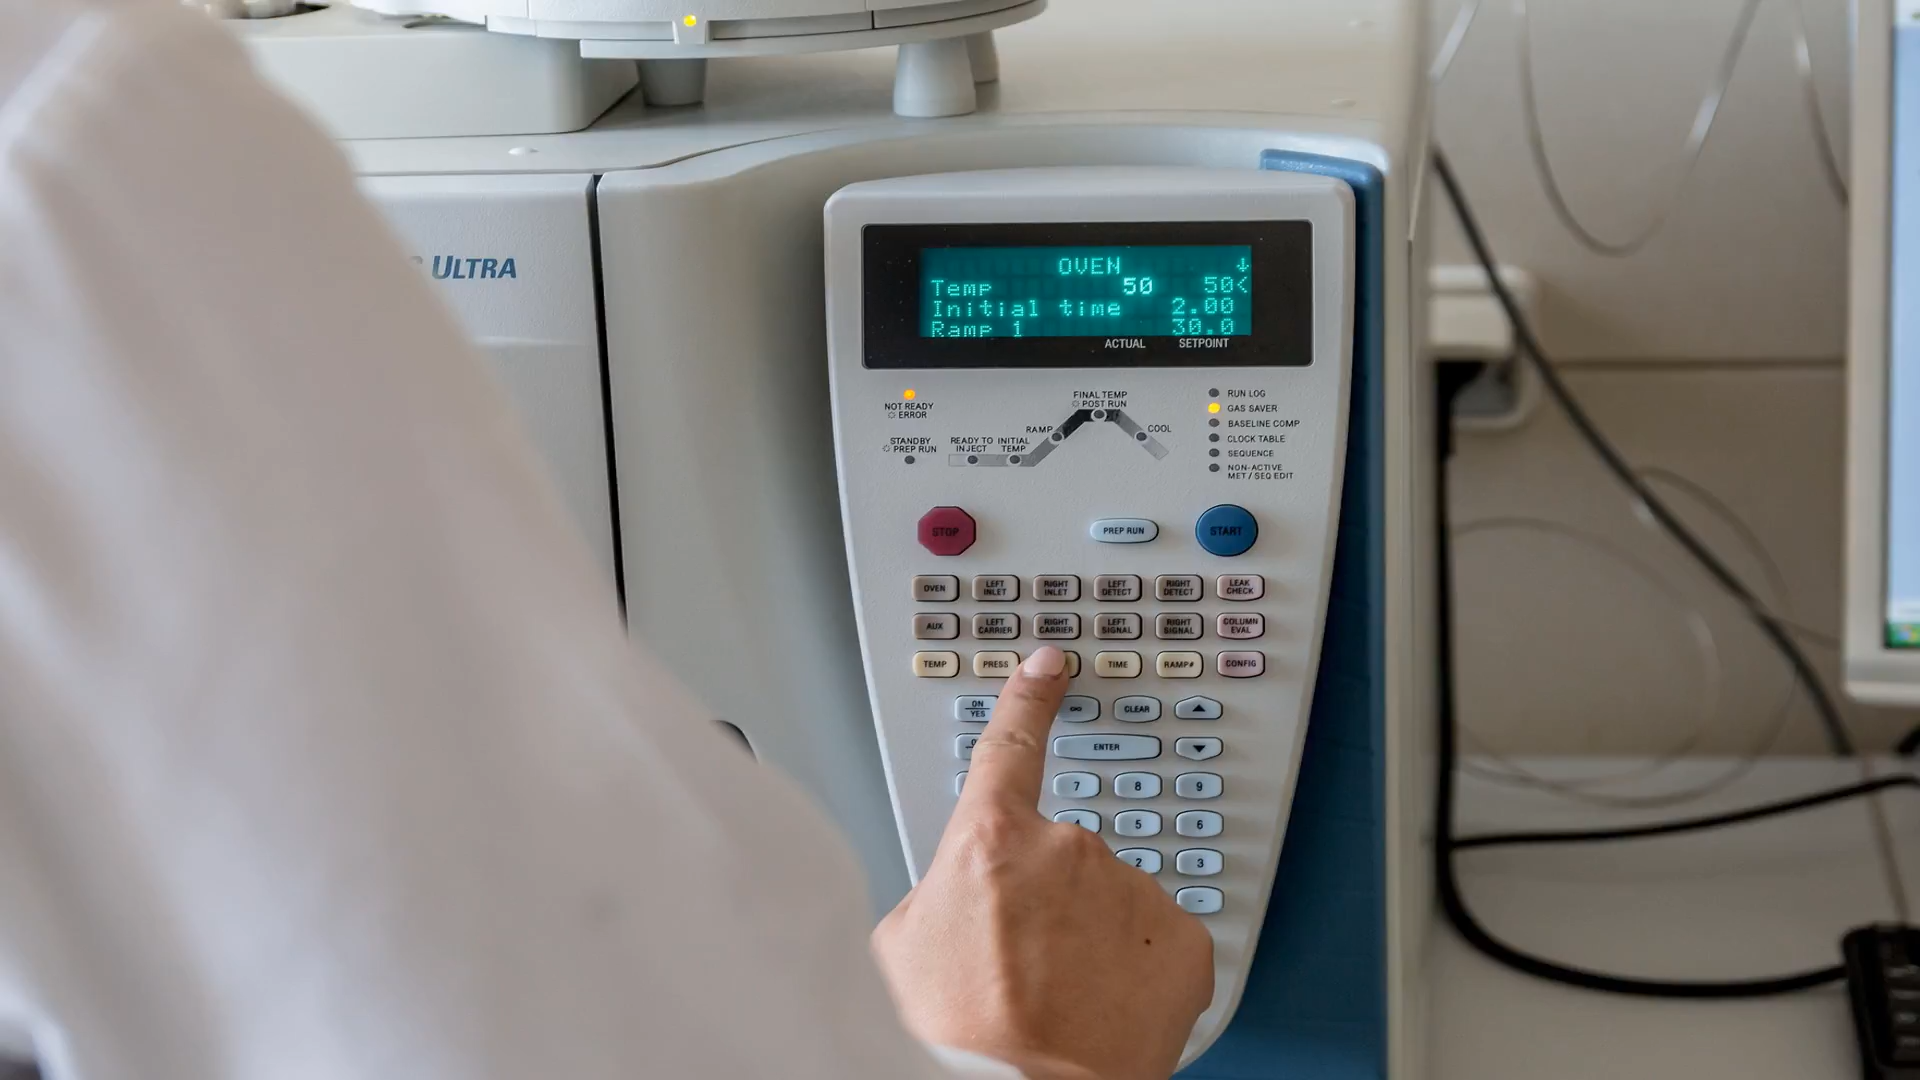 ULTRA
OVEN ↓
Temp 50 50<
Initial time 2.00
Ramp 1 30.0
ACTUAL SETPOINT
NOT READY
ERROR
STANDBY
PREP RUN
READY TO
INJECT
INITIAL
TEMP
RAMP
FINAL TEMP
POST RUN
COOL
RUN LOG
GAS SAVER
BASELINE COMP
CLOCK TABLE
SEQUENCE
NON-ACTIVE
MET / SEQ EDIT
STOP
PREP RUN
START
OVEN
LEFT
INLET
RIGHT
INLET
LEFT
DETECT
RIGHT
DETECT
LEAK
CHECK
AUX
LEFT
CARRIER
RIGHT
CARRIER
LEFT
SIGNAL
RIGHT
SIGNAL
COLUMN
EVAL
TEMP
PRESS
TIME
RAMP#
CONFIG
ON
YES
∞
CLEAR
ENTER
7
8
9
4
5
6
2
3
-